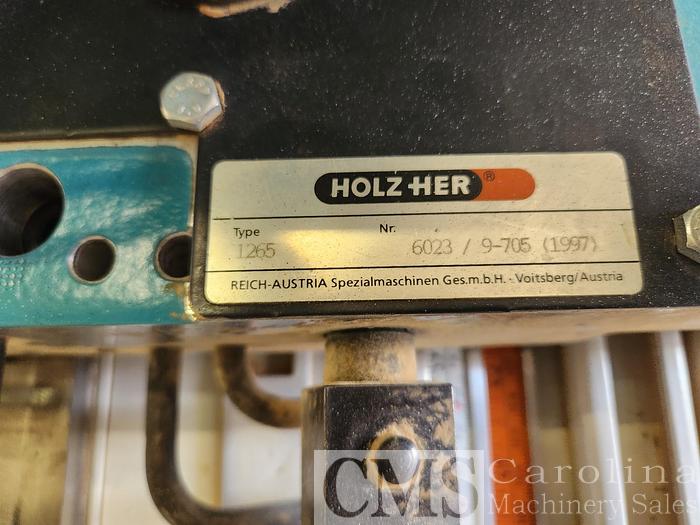 HOLZ-HER ®
Type Nr.
1265 6023 / 9-705 (1997)
REICH-AUSTRIA Spezialmaschinen Ges.m.b.H. - Voitsberg/Austria
CMS Carolina
Machinery Sales